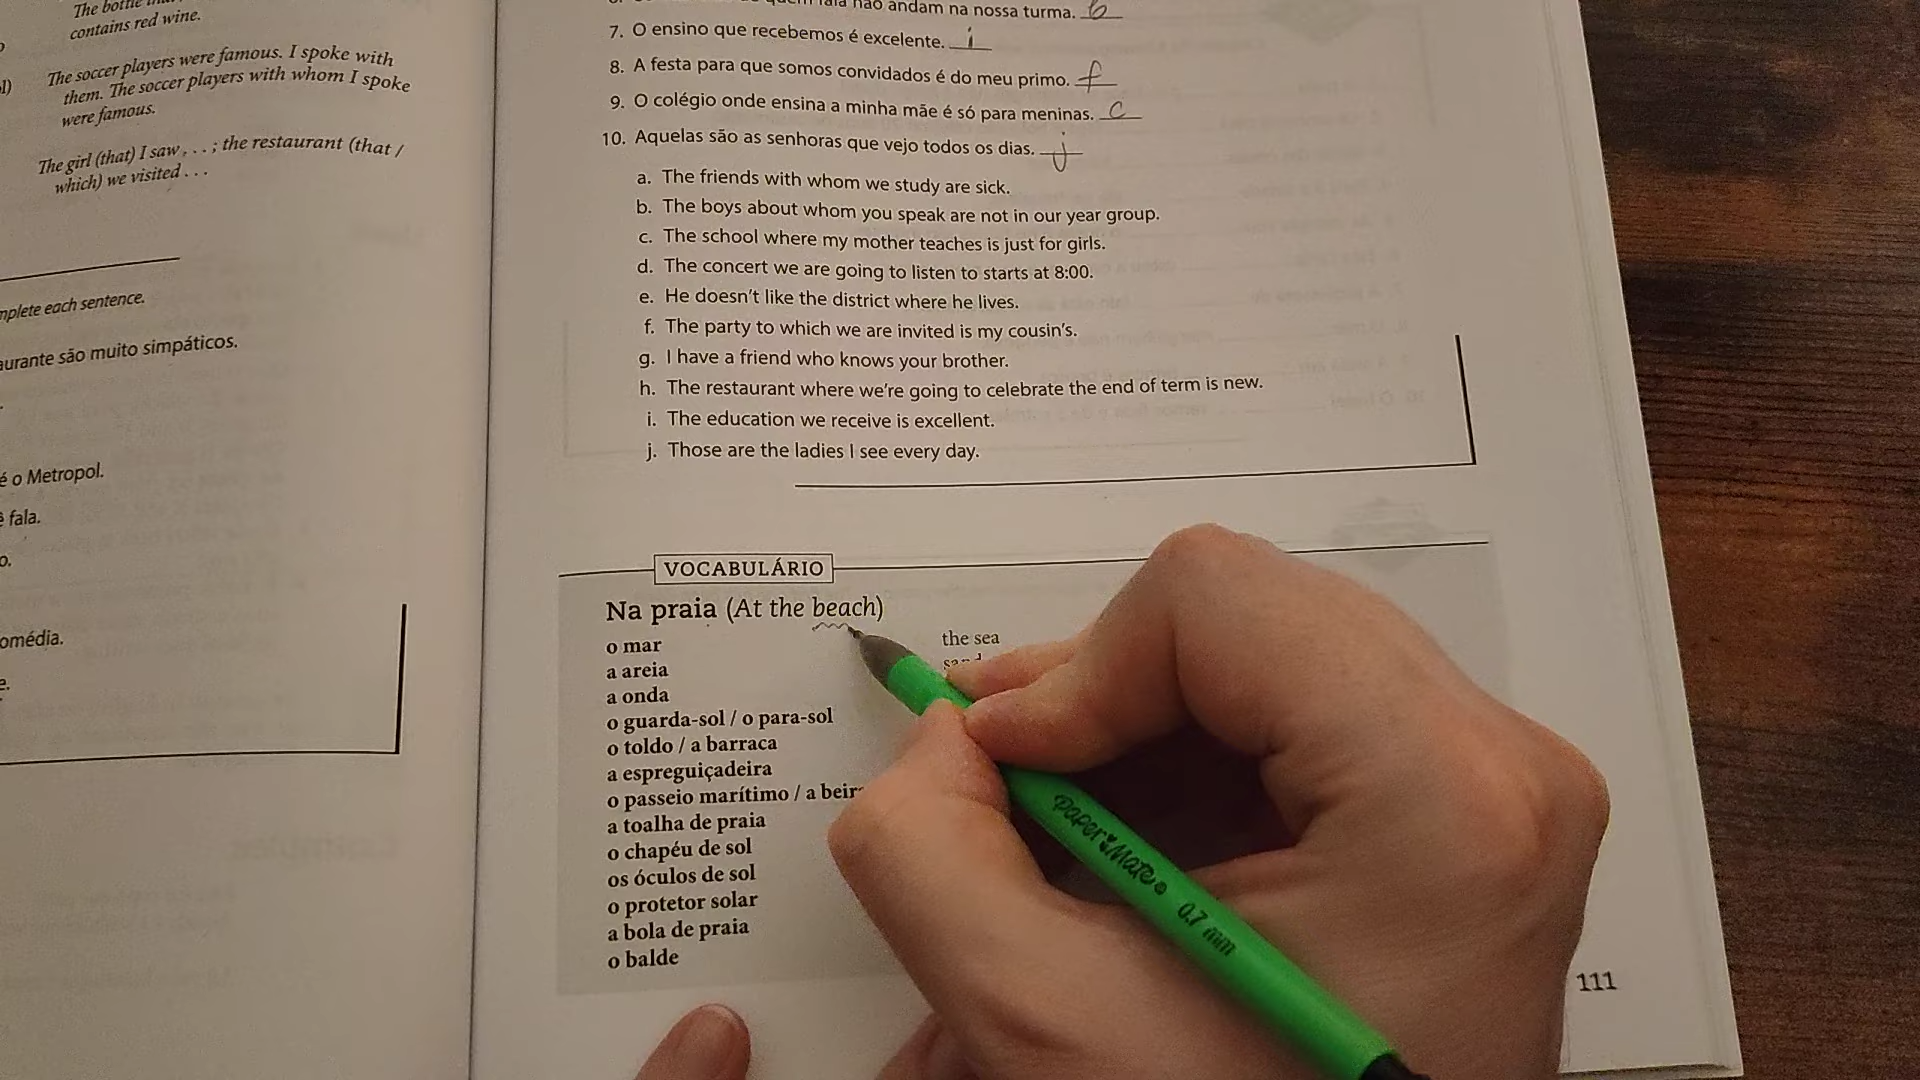 The bottle
contains red wine.
The soccer players were famous. I spoke with
them. The soccer players with whom I spoke
were famous.
The girl (that) I saw, . . ; the restaurant (that /
which) we visited . . .
each sentence.
são muito simpáticos.
é o Metropol.
fala.
não andam na nossa turma. b
7. O ensino que recebemos é excelente. i
8. A festa para que somos convidados é do meu primo. f
9. O colégio onde ensina a minha mãe é só para meninas. c
10. Aquelas são as senhoras que vejo todos os dias. j
a. The friends with whom we study are sick.
b. The boys about whom you speak are not in our year group.
c. The school where my mother teaches is just for girls.
d. The concert we are going to listen to starts at 8:00.
e. He doesn't like the district where he lives.
f. The party to which we are invited is my cousin's.
g. I have a friend who knows your brother.
h. The restaurant where we're going to celebrate the end of term is new.
i. The education we receive is excellent.
j. Those are the ladies I see every day.
VOCABULÁRIO
Na praia (At the beach)
o mar the sea
a areia
a onda
o guarda-sol / o para-sol
o toldo / a barraca
a espreguiçadeira
o passeio marítimo / a
a toalha de praia
o chapéu de sol
os óculos de sol
o protetor solar
a bola de praia
o balde
Paper Mate 0.7 mm
111